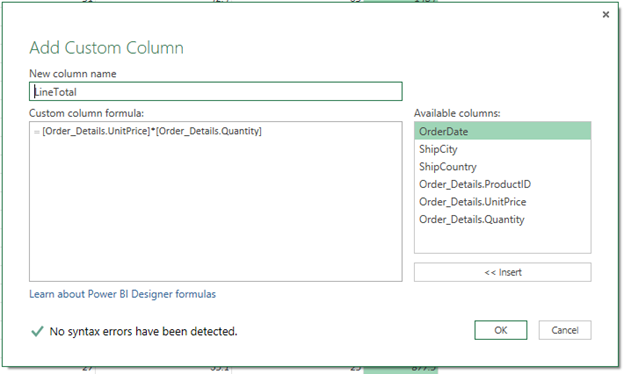 Add Custom Column
New column name
LineTotal
Custom column formula:
= [Order_Details.UnitPrice]*[Order_Details.Quantity]
Available columns:
OrderDate
ShipCity
ShipCountry
Order_Details.ProductID
Order_Details.UnitPrice
Order_Details.Quantity
<< Insert
Learn about Power BI Designer formulas
No syntax errors have been detected.
OK
Cancel